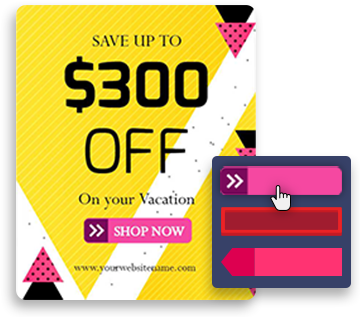 SAVE UP TO
$300
OFF
On your Vacation
SHOP NOW
www.yourwebsitename.com